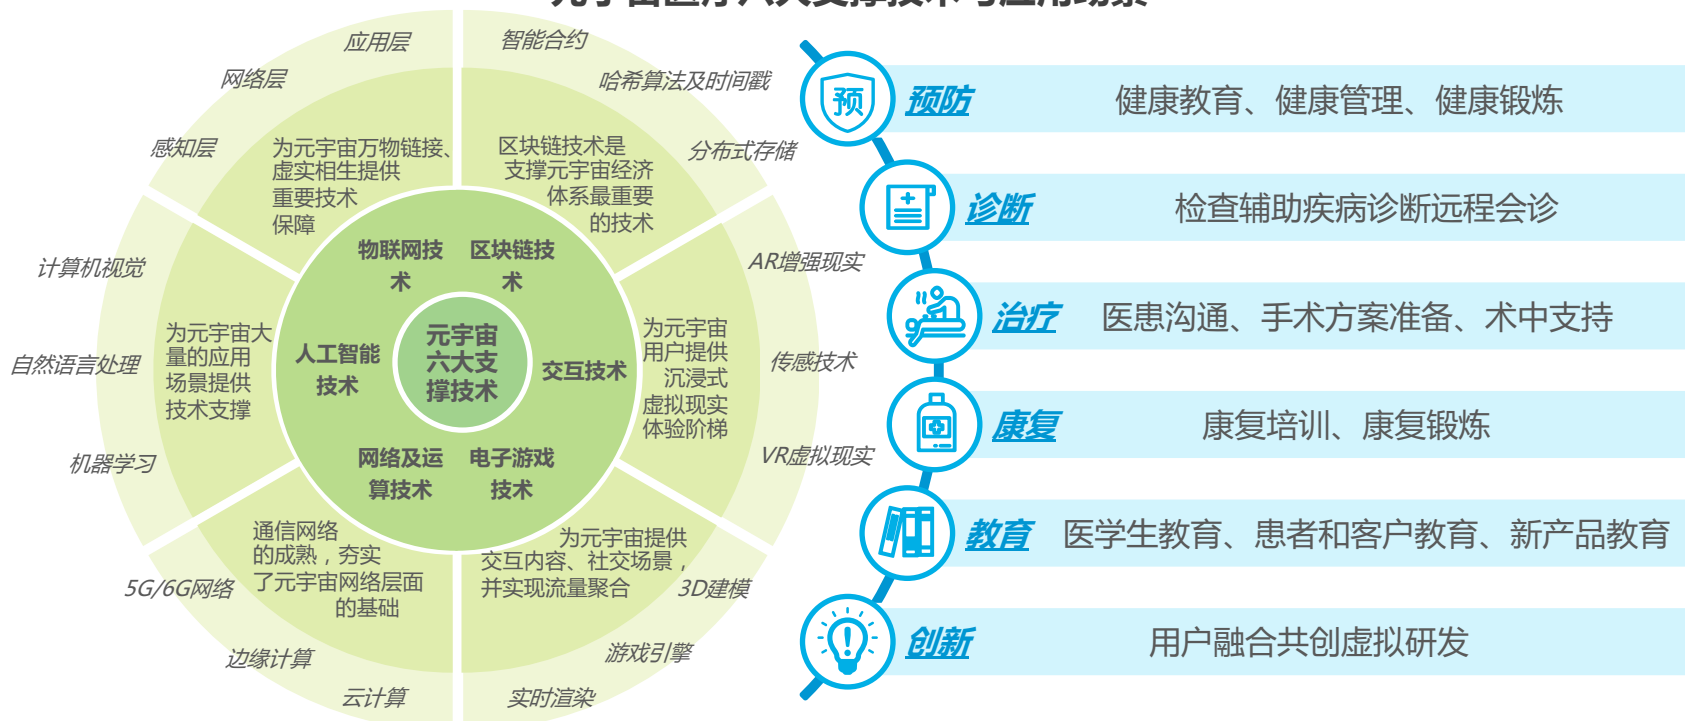 元宇宙医疗六大支撑技术与应用场景
应用层
网络层
感知层
智能合约
哈希算法及时间戳
分布式存储
为元宇宙万物链接、
虚实相生提供
重要技术
保障
区块链技术是
支撑元宇宙经济
体系最重要
的技术
物联网技
术
区块链技
术
计算机视觉
自然语言处理
机器学习
为元宇宙大
量的应用
场景提供
技术支撑
人工智能
技术
元宇宙
六大支
撑技术
交互技术
为元宇宙
用户提供
沉浸式
虚拟现实
体验阶梯
AR增强现实
传感技术
VR虚拟现实
网络及运
算技术
电子游戏
技术
通信网络
的成熟，夯实
了元宇宙网络层面
的基础
为元宇宙提供
交互内容、社交场景，
并实现流量聚合
5G/6G网络
边缘计算
云计算
3D建模
游戏引擎
实时渲染
预
预防
健康教育、健康管理、健康锻炼
诊断
检查辅助疾病诊断远程会诊
治疗
医患沟通、手术方案准备、术中支持
康复
康复培训、康复锻炼
教育
医学生教育、患者和客户教育、新产品教育
创新
用户融合共创虚拟研发